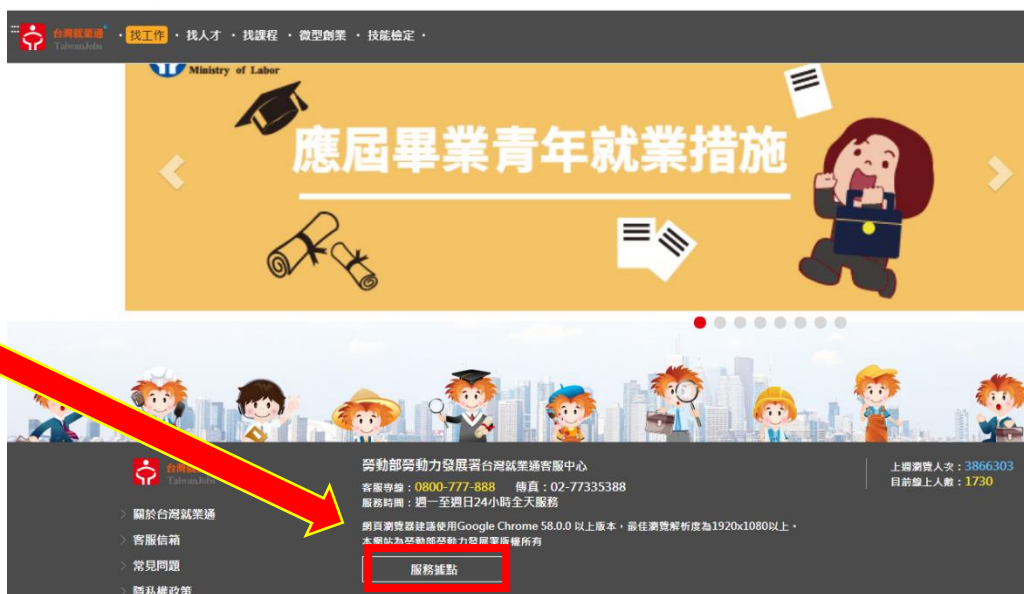 台灣就業通
TaiwanJobs
・找工作・找人才・找課程・微型創業・技能檢定・
Ministry of Labor
應屆畢業青年就業措施
TaiwanJobs
關於台灣就業通
客服信箱
常見問題
隱私權政策
勞動部勞動力發展署台灣就業通客服中心
客服專線：0800-777-888 傳真：02-77335388
服務時間：週一至週日24小時全天服務
網頁瀏覽器建議使用Google Chrome 58.0.0 以上版本，最佳瀏覽解析度為1920x1080以上。
本網站為勞動部勞動力發展署版權所有
服務據點
上週瀏覽人次：3866303
目前線上人數：1730